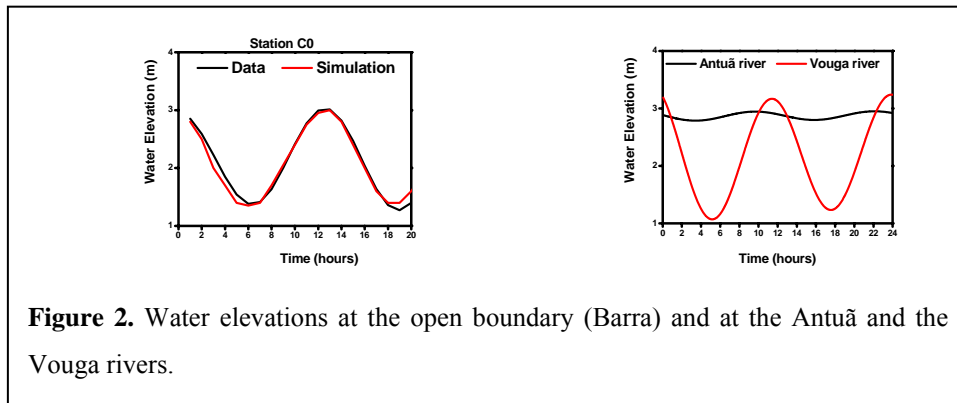 Station C0
4
3
2
1
Data
Simulation
Water Elevation (m)
0 2 4 6 8 10 12 14 16 18 20
Time (hours)
4
3
2
1
Antuã river
Vouga river
Water Elevation (m)
0 2 4 6 8 10 12 14 16 18 20 22 24
Time (hours)
Figure 2. Water elevations at the open boundary (Barra) and at the Antuã and the
Vouga rivers.